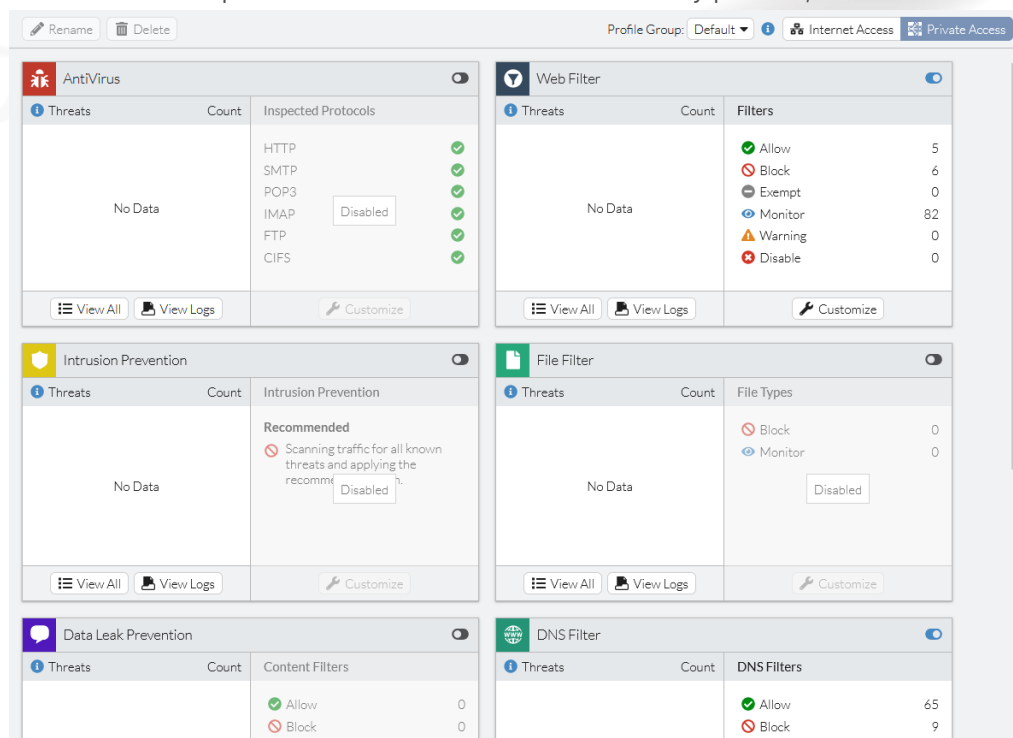 Rename Delete Profile Group: Default Internet Access Private Access
AntiVirus
Threats Count
No Data
View All View Logs
Inspected Protocols
HTTP
SMTP
POP3
IMAP
FTP
CIFS
Disabled
Customize
Web Filter
Threats Count
No Data
View All View Logs
Filters
Allow 5
Block 6
Exempt 0
Monitor 82
Warning 0
Disable 0
Customize
Intrusion Prevention
Threats Count
No Data
View All View Logs
Intrusion Prevention
Recommended
Scanning traffic for all known
threats and applying the
Disabled
Customize
File Filter
Threats Count
No Data
View All View Logs
File Types
Block 0
Monitor 0
Disabled
Customize
Data Leak Prevention
Threats Count
Content Filters
Allow 0
Block 0
DNS Filter
Threats Count
DNS Filters
Allow 65
Block 9